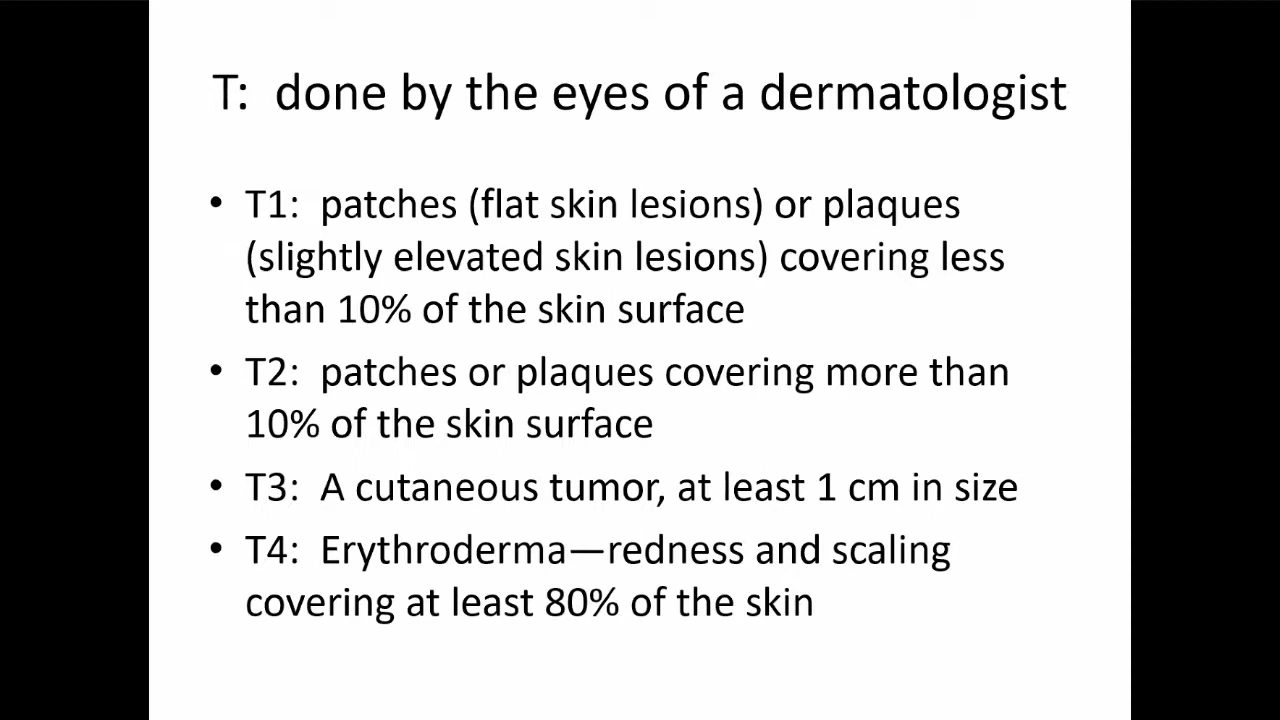 T:  done by the eyes of a dermatologist
• T1:  patches (flat skin lesions) or plaques
(slightly elevated skin lesions) covering less
than 10% of the skin surface
• T2:  patches or plaques covering more than
10% of the skin surface
• T3:  A cutaneous tumor, at least 1 cm in size
• T4:  Erythroderma—redness and scaling
covering at least 80% of the skin